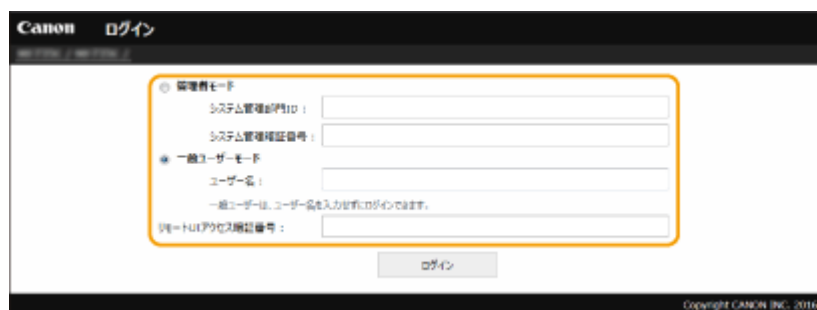 Canon ログイン
管理者モード
システム管理部門ID：
システム管理暗証番号：
一般ユーザーモード
ユーザー名：
一般ユーザーは、ユーザー名を入力せずにログインできます。
リモートUIアクセス暗証番号：
ログイン
Copyright CANON INC. 2016